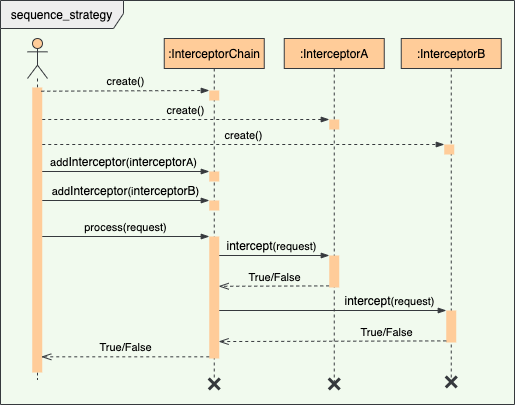 sequence_strategy
:InterceptorChain
:InterceptorA
:InterceptorB
create()
create()
create()
addInterceptor(interceptorA)
addInterceptor(interceptorB)
process(request)
intercept(request)
True/False
intercept(request)
True/False
True/False